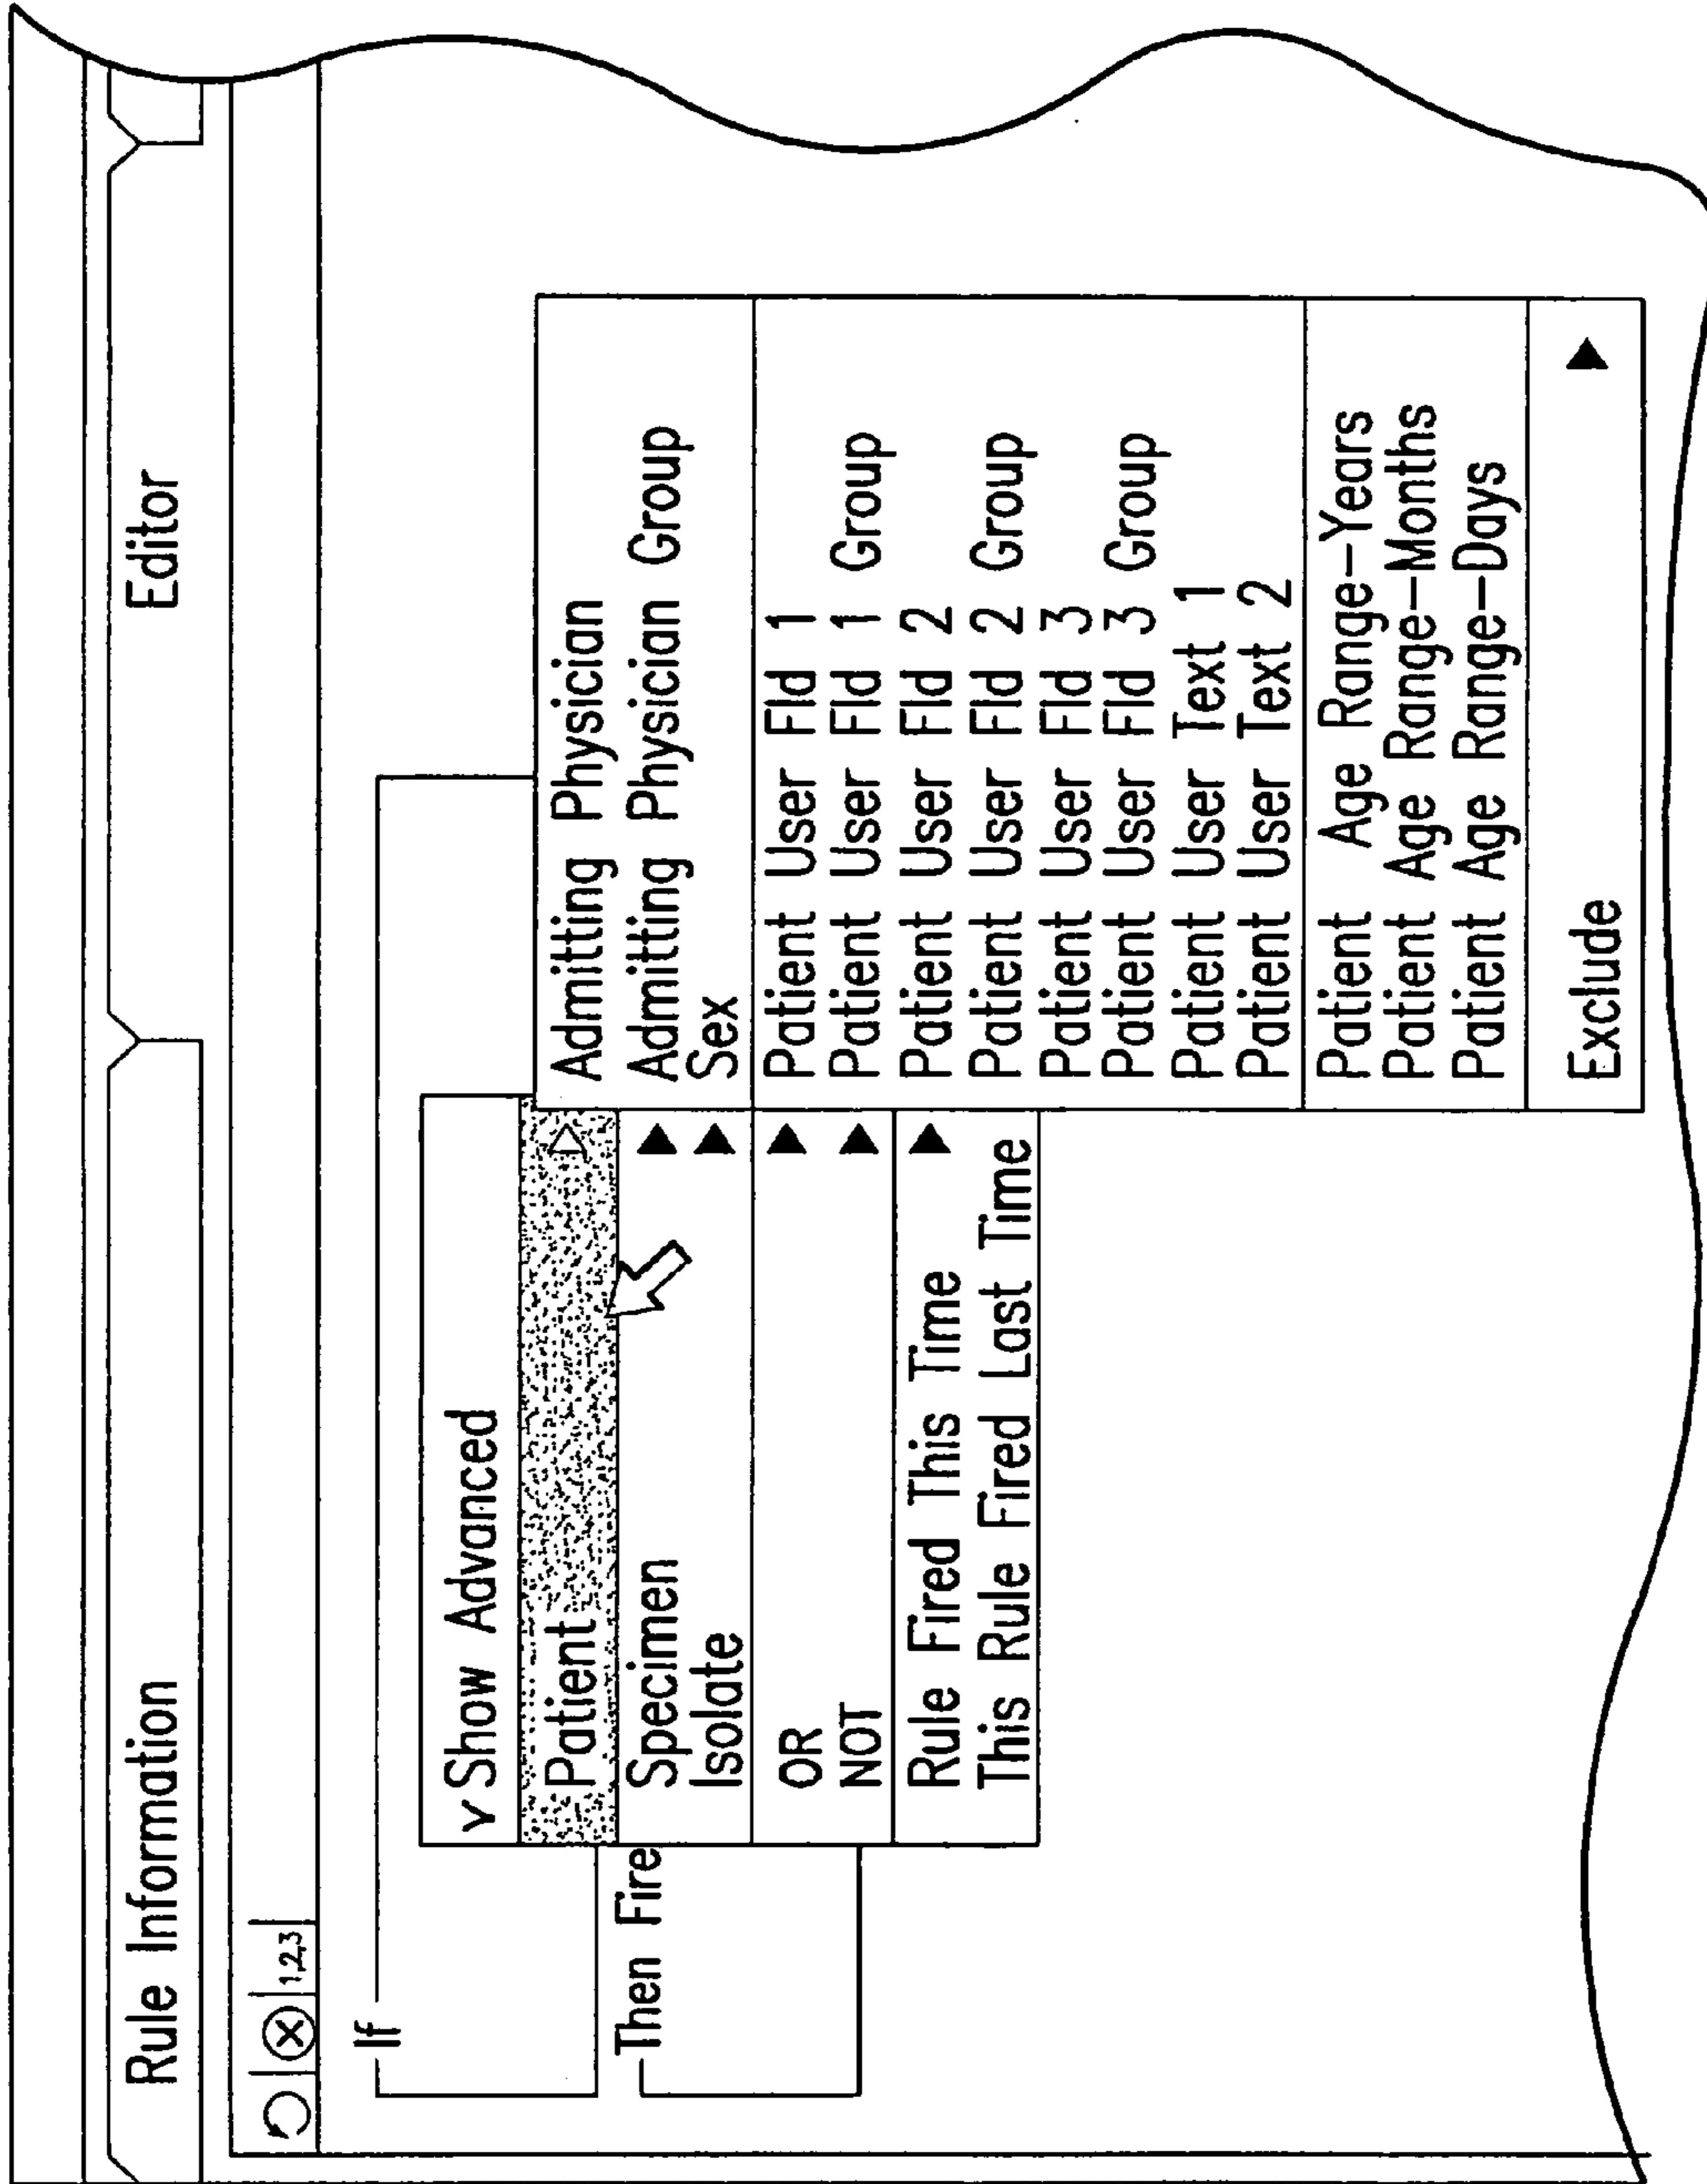 Rule Information
Editor
1,2,3
If
Then Fire
Show Advanced
Patient
Specimen
Isolate
OR
NOT
Rule Fired This Time
This Rule Fired Last Time
Admitting Physician
Admitting Physician Group
Sex
Patient User Fld 1
Patient User Fld 1 Group
Patient User Fld 2
Patient User Fld 2 Group
Patient User Fld 3
Patient User Fld 3 Group
Patient User Text 1
Patient User Text 2
Patient Age Range-Years
Patient Age Range-Months
Patient Age Range-Days
Exclude